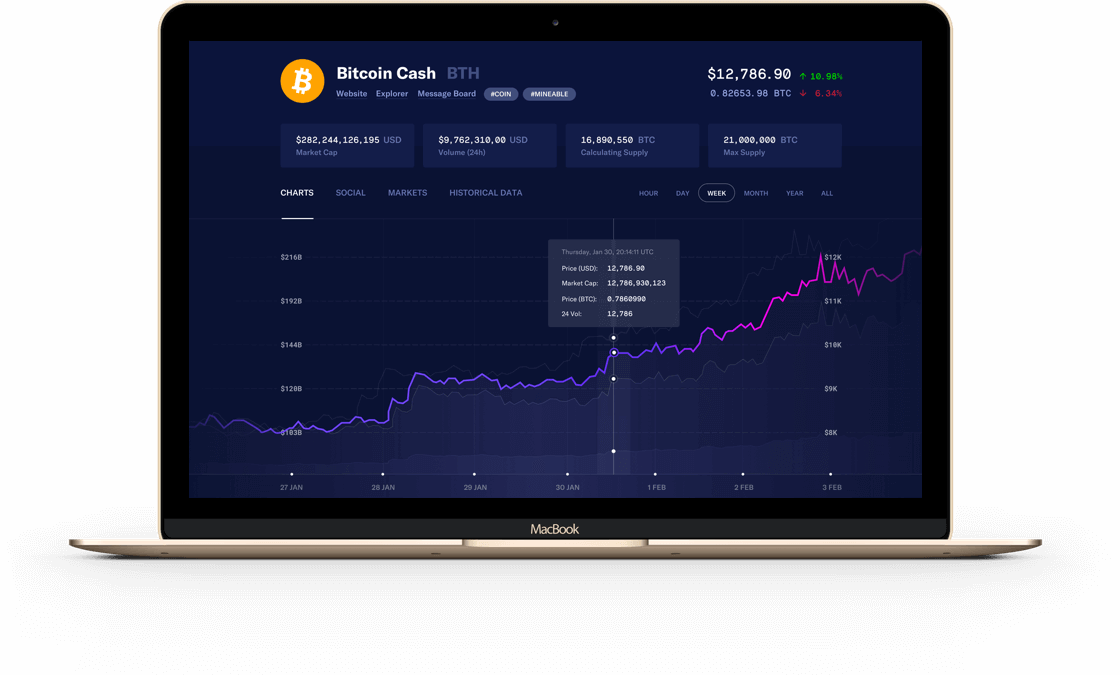 Bitcoin Cash BTH
Website Explorer Message Board #COIN #MINEABLE
$12,786.90 ↑ 10.98%
0.82653.98 BTC ↓ 6.34%
$282,244,126,195 USD
Market Cap
$9,762,310,00 USD
Volume (24h)
16,890,550 BTC
Calculating Supply
21,000,000 BTC
Max Supply
CHARTS SOCIAL MARKETS HISTORICAL DATA
HOUR DAY WEEK MONTH YEAR ALL
Thursday, Jan 30, 20:14:11 UTC
Price (USD): 12,786.90
Market Cap: 12,786,930,123
Price (BTC): 0.7860990
24 Vol: 12,786
$216B
$192B
$144B
$120B
$103B
$12K
$11K
$10K
$9K
$8K
27 JAN 28 JAN 29 JAN 30 JAN 1 FEB 2 FEB 3 FEB
MacBook